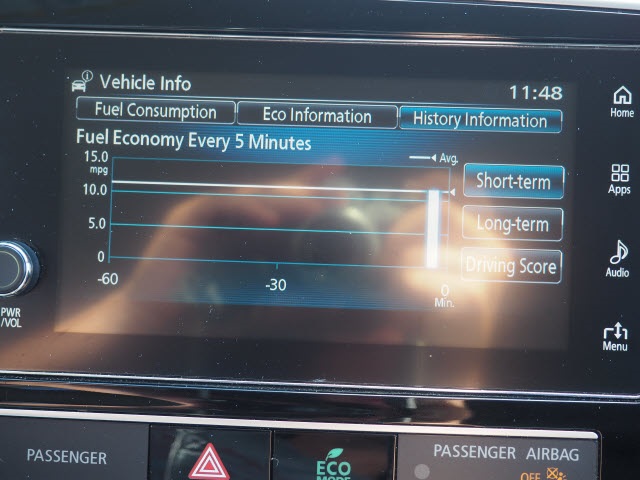 Vehicle Info
11:48
Fuel Consumption
Eco Information
History Information
Fuel Economy Every 5 Minutes
Avg.
15.0
mpg
10.0
5.0
0
-60
-30
0
Min.
Short-term
Long-term
Driving Score
Home
Apps
Audio
Menu
PWR
/VOL
PASSENGER
ECO
MODE
PASSENGER AIRBAG
OFF